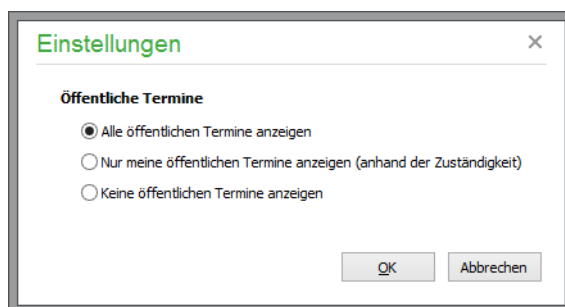 Einstellungen
Öffentliche Termine
Alle öffentlichen Termine anzeigen
Nur meine öffentlichen Termine anzeigen (anhand der Zuständigkeit)
Keine öffentlichen Termine anzeigen
OK Abbrechen